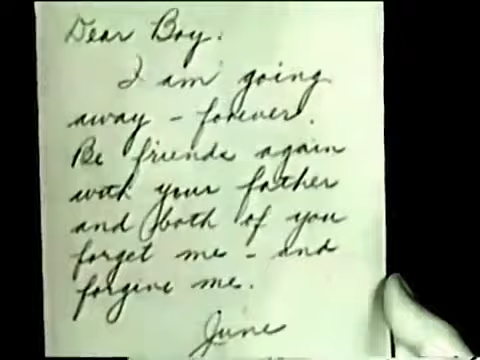 Dear Boy:
I am going
away - forever.
Be friends again
with your father
and both of you
forget me - and
forgive me.
June